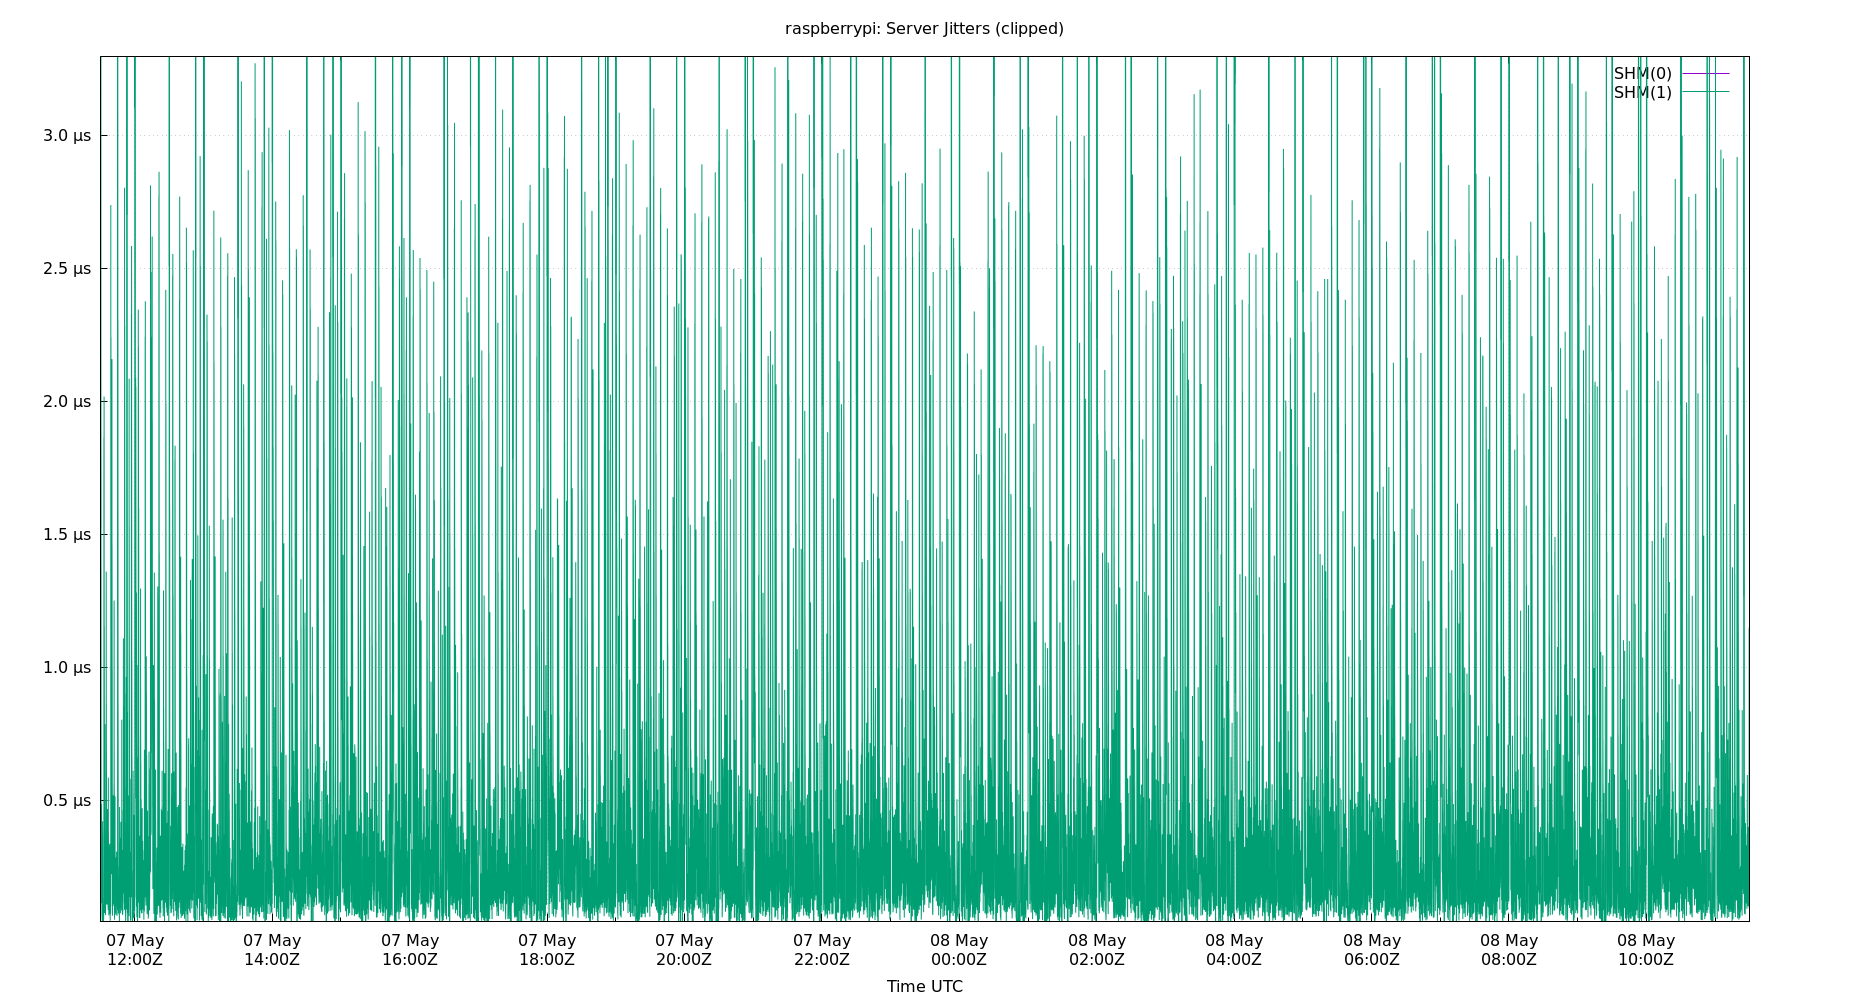 raspberrypi: Server Jitters (clipped)
SHM(0)
SHM(1)
3.0 µs
2.5 µs
2.0 µs
1.5 µs
1.0 µs
0.5 µs
07 May 07 May 07 May 07 May 07 May 07 May 08 May 08 May 08 May 08 May 08 May 08 May
12:00Z 14:00Z 16:00Z 18:00Z 20:00Z 22:00Z 00:00Z 02:00Z 04:00Z 06:00Z 08:00Z 10:00Z
Time UTC